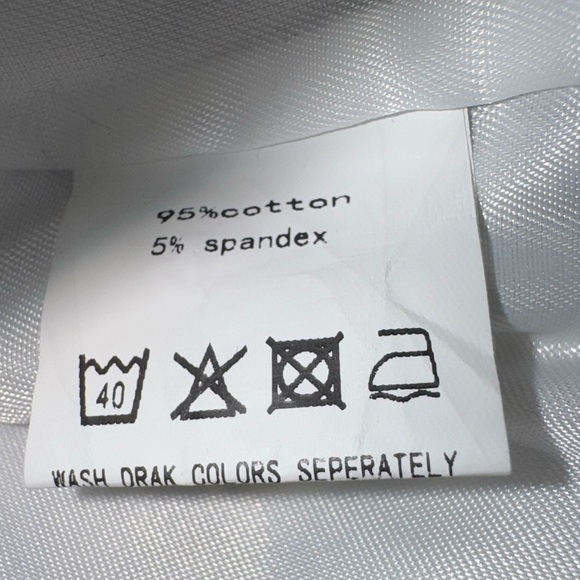 95%cotton
5% spandex
40
WASH DRAK COLORS SEPERATELY